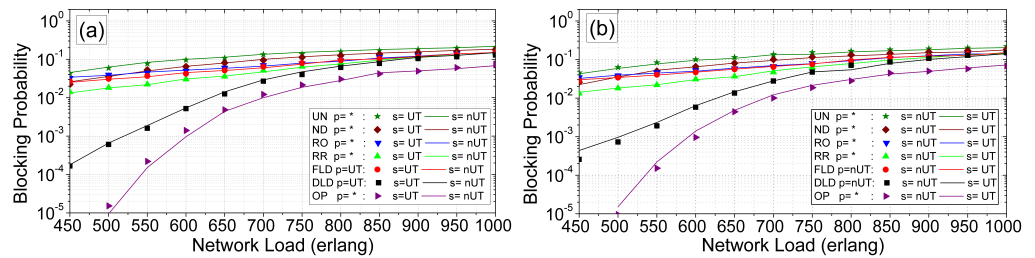 (a)
Blocking Probability
10^0
10^-1
10^-2
10^-3
10^-4
10^-5
UN p= * : s= UT s= nUT
ND p= * : s= UT s= nUT
RO p= * : s= UT s= nUT
RR p= * : s= UT s= nUT
FLD p=UT: s=UT s= nUT
DLD p=UT: s=UT s= nUT
OP p= * : s=UT s= nUT
450 500 550 600 650 700 750 800 850 900 950 1000
Network Load (erlang)
(b)
Blocking Probability
10^0
10^-1
10^-2
10^-3
10^-4
10^-5
UN p= * : s= nUT s= UT
ND p= * : s= nUT s= UT
RO p= * : s= nUT s= UT
RR p= * : s= nUT s= UT
FLD p=nUT: s= nUT s= UT
DLD p=nUT: s= nUT s= UT
OP p= * : s= nUT s= UT
450 500 550 600 650 700 750 800 850 900 950 1000
Network Load (erlang)